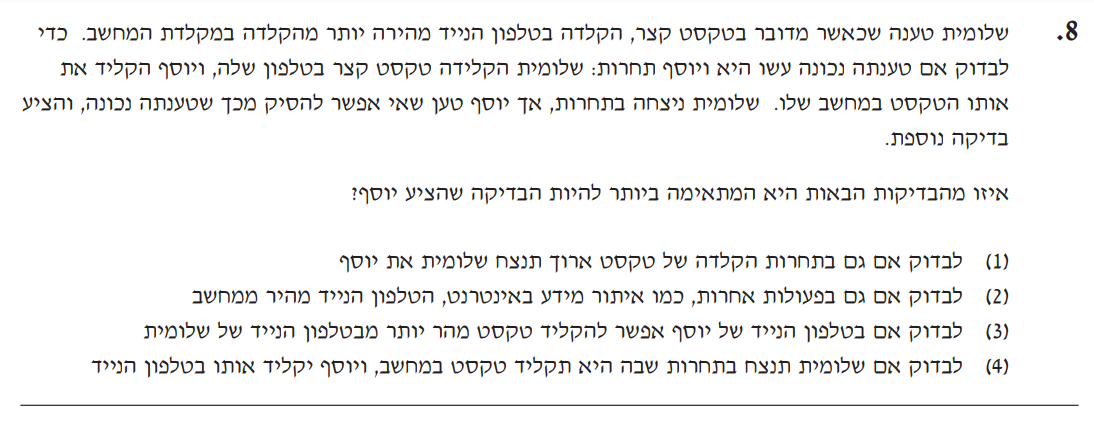 8. שלומית טענה שכאשר מדובר בטקסט קצר, הקלדה בטלפון הנייד מהירה יותר מהקלדה במקלדת המחשב. כדי
לבדוק אם טענתה נכונה עשו היא ויוסף תחרות: שלומית הקלידה טקסט קצר בטלפון שלה, ויוסף הקליד את
אותו הטקסט במחשב שלו. שלומית ניצחה בתחרות, אך יוסף טען שאי אפשר להסיק מכך שטענתה נכונה, והציע
בדיקה נוספת.
איזו מהבדיקות הבאות היא המתאימה ביותר להיות הבדיקה שהציע יוסף?
(1) לבדוק אם גם בתחרות הקלדה של טקסט ארוך תנצח שלומית את יוסף
(2) לבדוק אם גם בפעולות אחרות, כמו איתור מידע באינטרנט, הטלפון הנייד מהיר ממחשב
(3) לבדוק אם בטלפון הנייד של יוסף אפשר להקליד טקסט מהר יותר מבטלפון הנייד של שלומית
(4) לבדוק אם שלומית תנצח בתחרות שבה היא תקליד טקסט במחשב, ויוסף יקליד אותו בטלפון הנייד